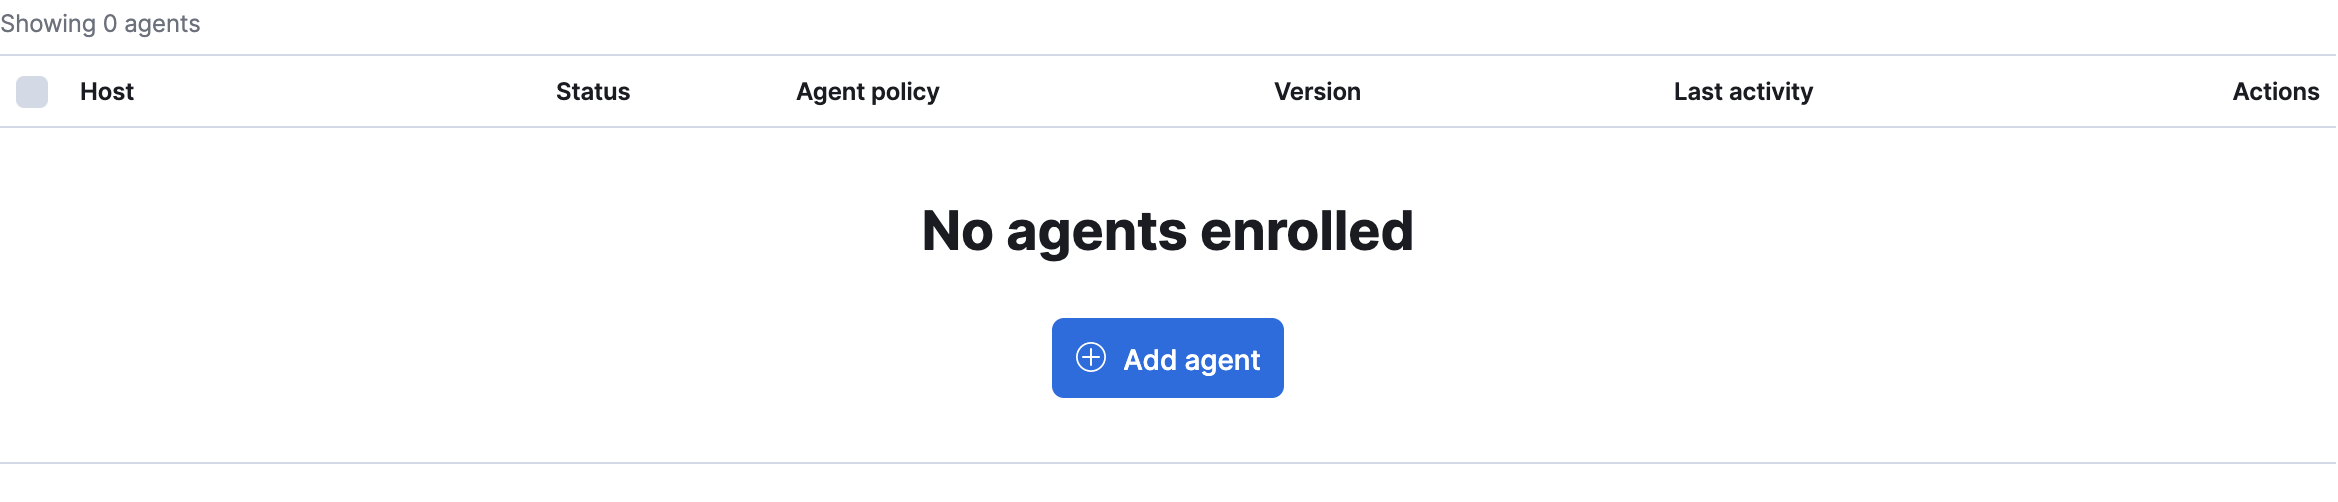 Showing 0 agents
Host Status Agent policy Version Last activity Actions
No agents enrolled
Add agent